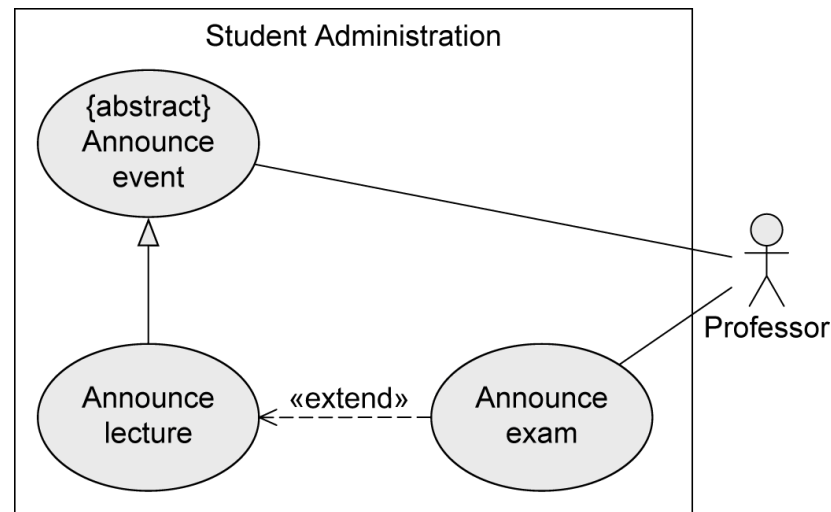 Student Administration
{abstract}
Announce
event
Professor
Announce
lecture
«extend»
Announce
exam